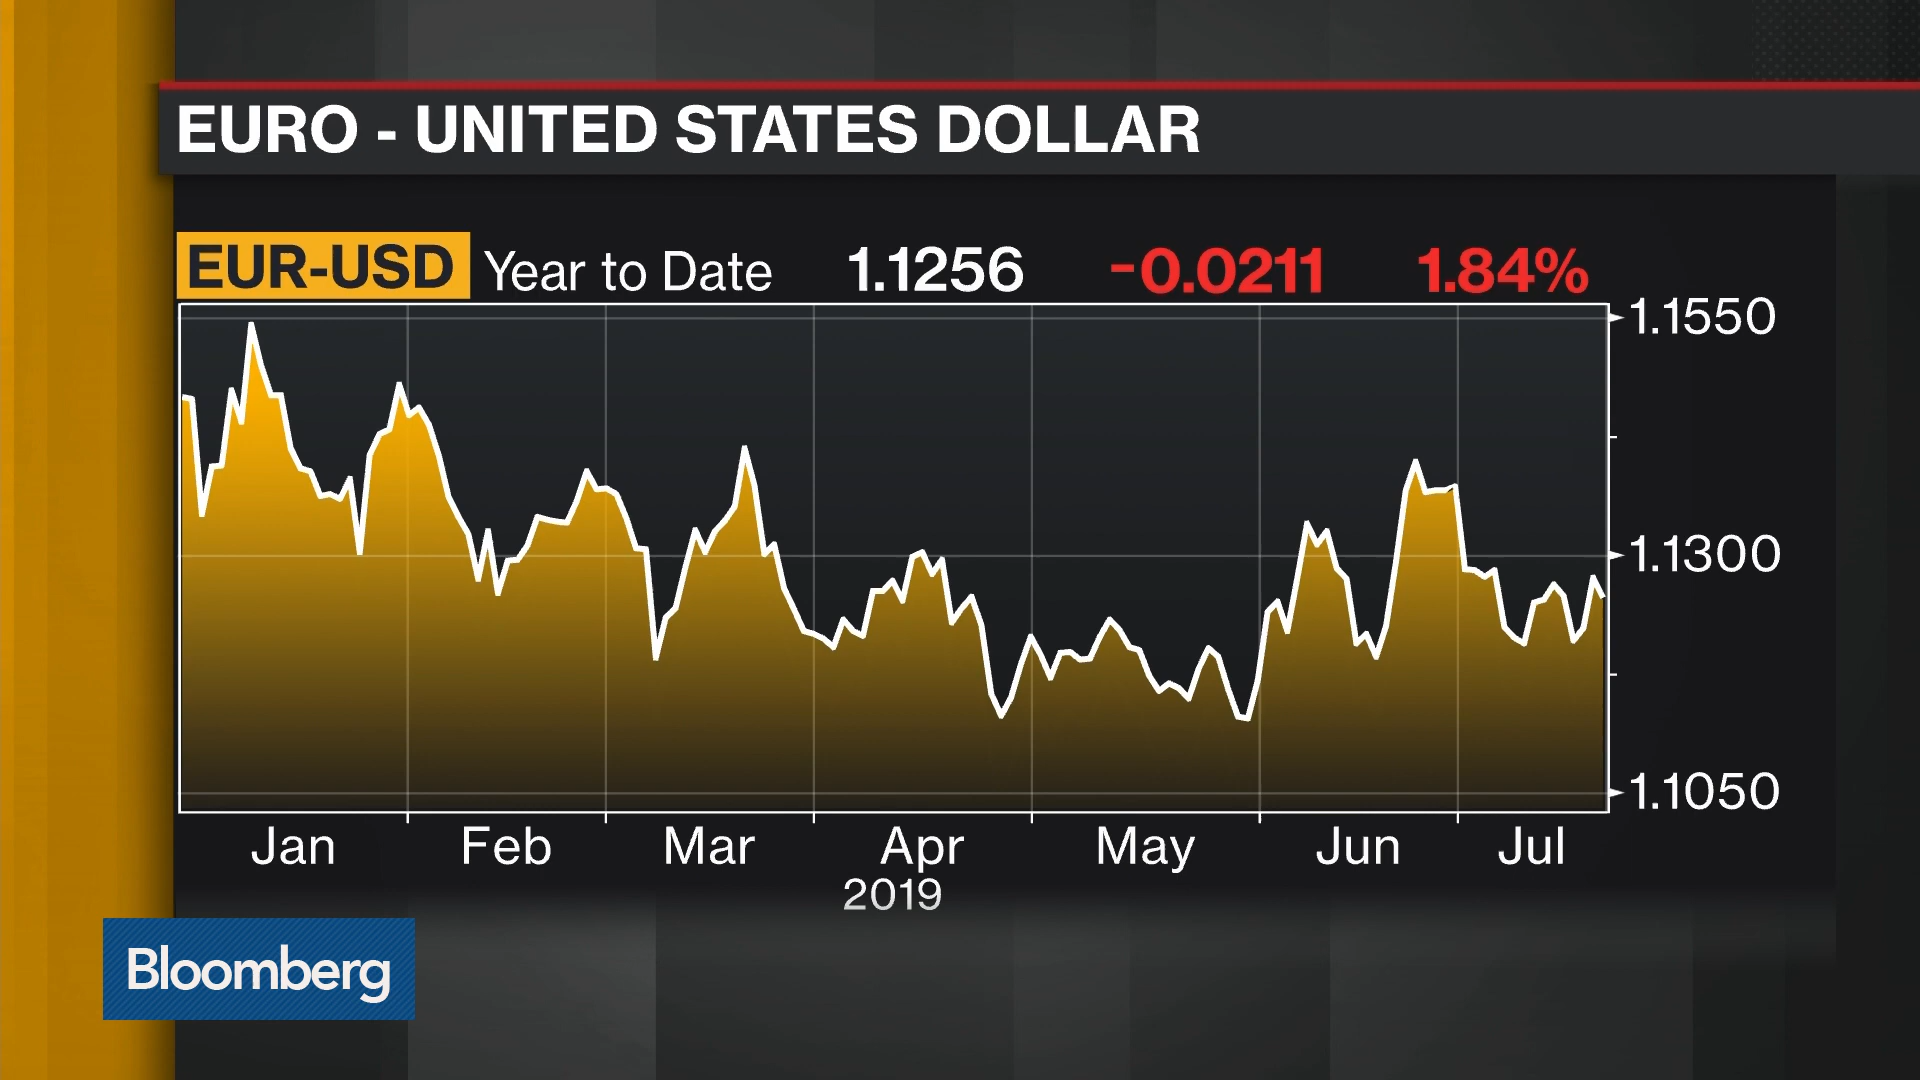 EURO - UNITED STATES DOLLAR
EUR-USD Year to Date 1.1256 -0.0211 1.84%
1.1550
1.1300
1.1050
Jan Feb Mar Apr May Jun Jul
2019
Bloomberg